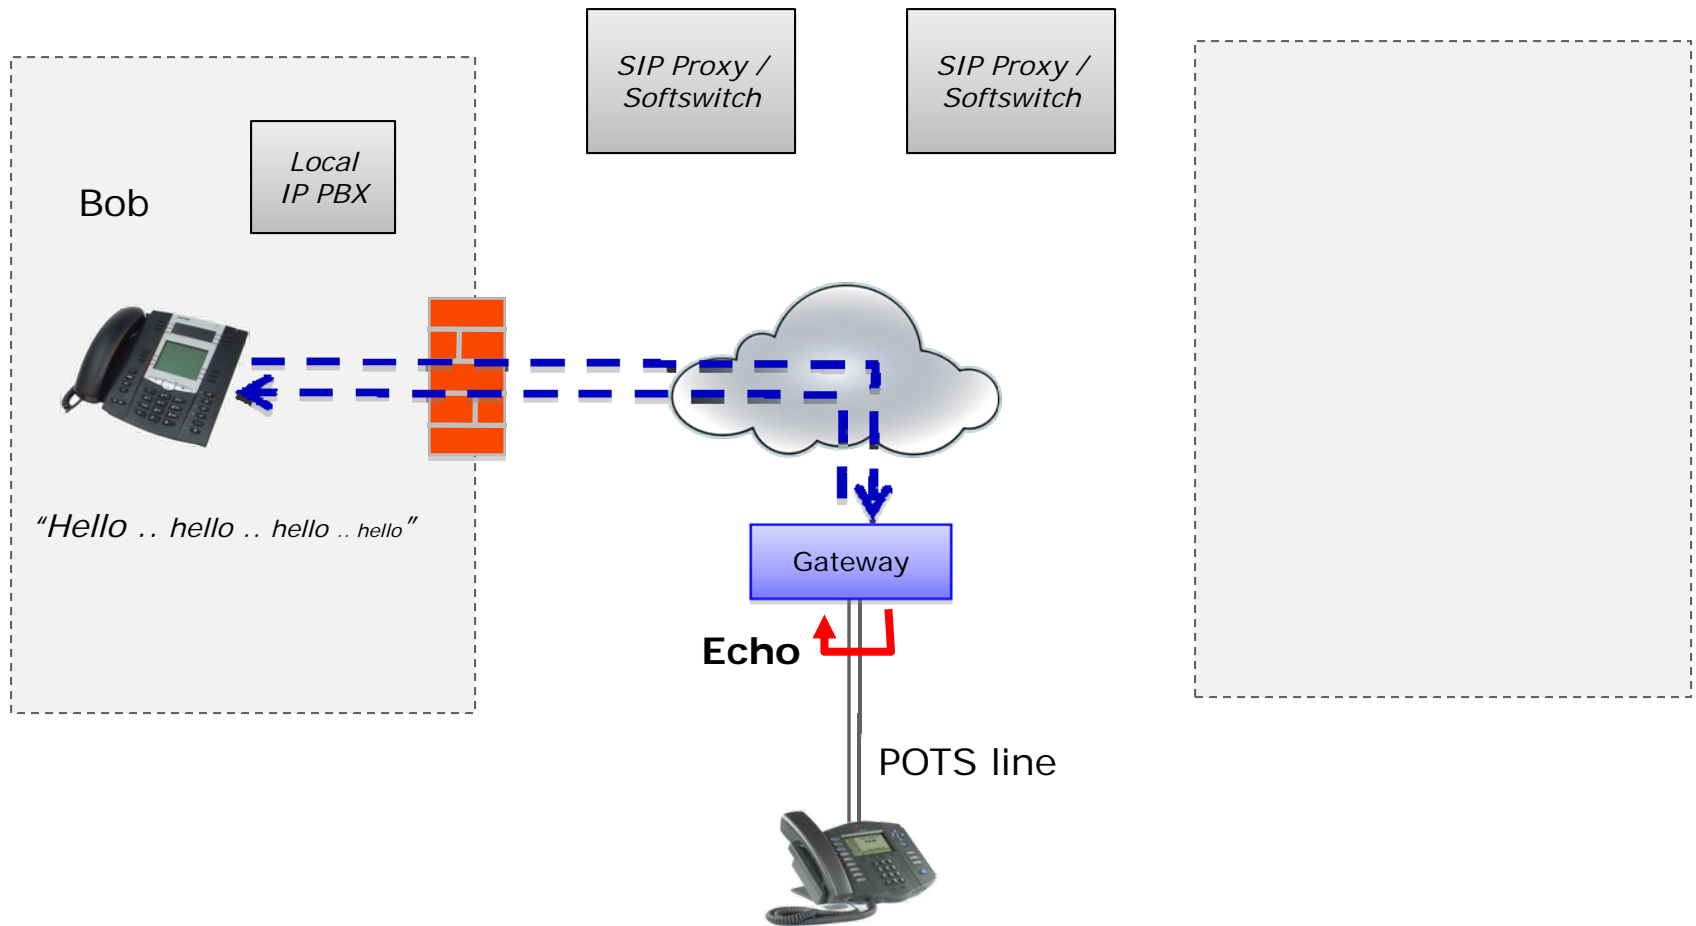 SIP Proxy /
Softswitch
SIP Proxy /
Softswitch
Local
IP PBX
Bob
“Hello .. hello .. hello .. hello”
Gateway
Echo
POTS line